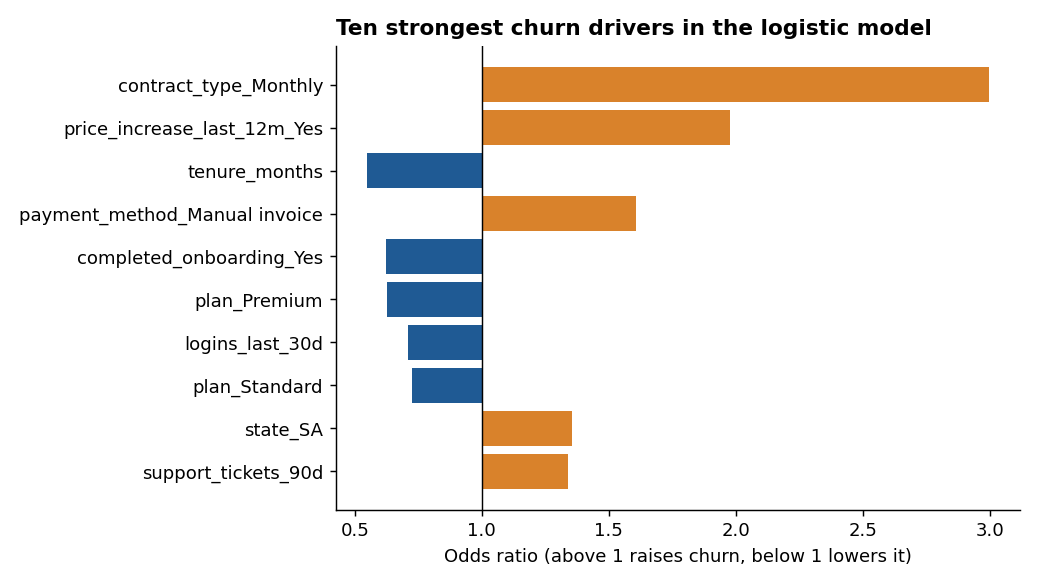 Ten strongest churn drivers in the logistic model
contract_type_Monthly
price_increase_last_12m_Yes
tenure_months
payment_method_Manual invoice
completed_onboarding_Yes
plan_Premium
logins_last_30d
plan_Standard
state_SA
support_tickets_90d
0.5 1.0 1.5 2.0 2.5 3.0
Odds ratio (above 1 raises churn, below 1 lowers it)